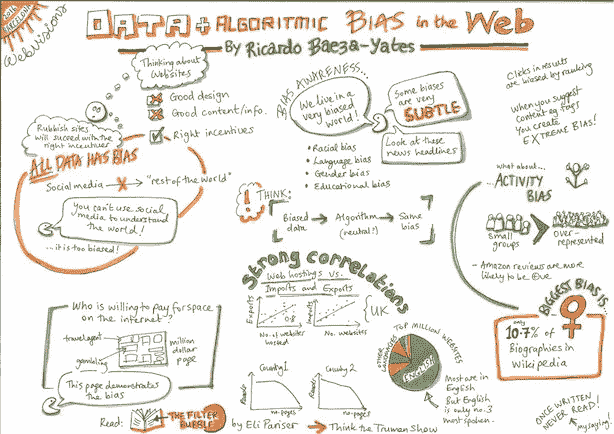 2016
BARCELONA
WebVisions
DATA + ALGORITMIC BIAS in the Web
By Ricardo Baeza-Yates
Thinking about
Websites
Good design
Good content/info.
Right incentives
Rubbish sites
will succeed with the
right incentives
ALL DATA HAS BIAS
Social media → "rest of the world"
You can't use social
media to understand
the world!
...it is too biased!
BIAS AWARENESS...
We live in a
very biased
world!
• Racial bias
• Language bias
• Gender bias
• Educational bias
Some biases
are very
SUBTLE
Look at these
news headlines
Clicks in results
are biased by ranking
When you suggest
content og tags
You create
EXTREME BIAS!
! THINK:
Biased
data → Algorithm
(neutral?) → Same
bias
what about...
...ACTIVITY
BIAS
Small
groups
over-
represented
- Amazon reviews are more
likely to be +ve
Strong correlations
Web hostings vs.
Imports and Exports
Exports
No. of websites
hosted
Imports
No. websites
UK
Country 1
People
no. pages
Country 2
People
no. pages
TOP MILLION WEBSITES
ENGLISH
Most are in
English
But English
is only no. 3
most spoken.
BIGGEST BIAS IS...
only
10.7% of
Biographies in
Wikipedia
Who is willing to pay for space
on the internet?
travel agent
gambling
million
dollar
page
This page demonstrates
the bias
Read: THE FILTER
BUBBLE by Eli Pariser → Think the Truman Show
ONCE WRITTEN
NEVER READ!
my saying!